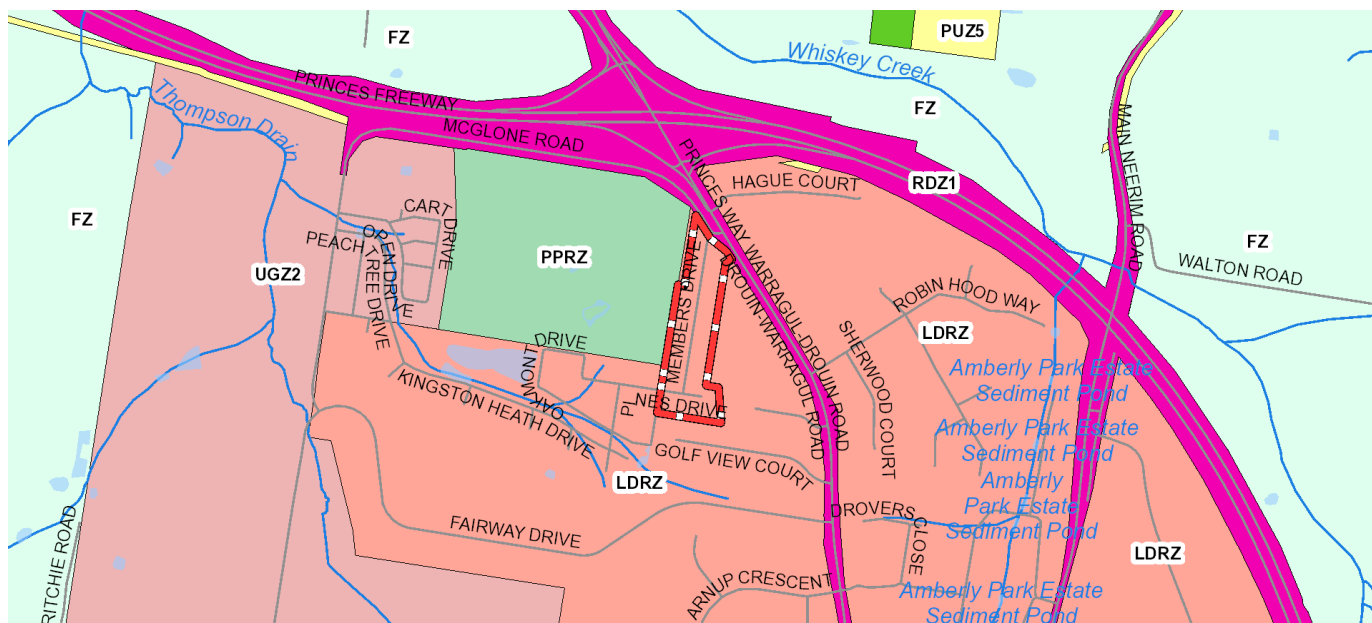 FZ
PUZ5
Whiskey Creek
PRINCES FREEWAY
Thompson Drain
FZ
MCGLONE ROAD
MAIN NEERIM ROAD
PRINCES WAY WARRAGUL-DROUIN ROAD
HAGUE COURT
RDZ1
FZ
CART
DRIVE
OPEN DRIVE
PEACH TREE DRIVE
FZ
UGZ2
PPRZ
MEMBERS DRIVE
DROUIN-WARRAGUL ROAD
WALTON ROAD
ROBIN HOOD WAY
LDRZ
SHERWOOD COURT
DRIVE
OAKMONT
Amberly Park Estate
Sediment Pond
KINGSTON HEATH DRIVE
PL
NES DRIVE
Amberly Park Estate
Sediment Pond
GOLF VIEW COURT
LDRZ
Amberly
Park Estate
Sediment Pond
DROVERS
CLOSE
FAIRWAY DRIVE
LDRZ
RITCHIE ROAD
ARNUP CRESCENT
Amberly Park Estate
Sediment Pond